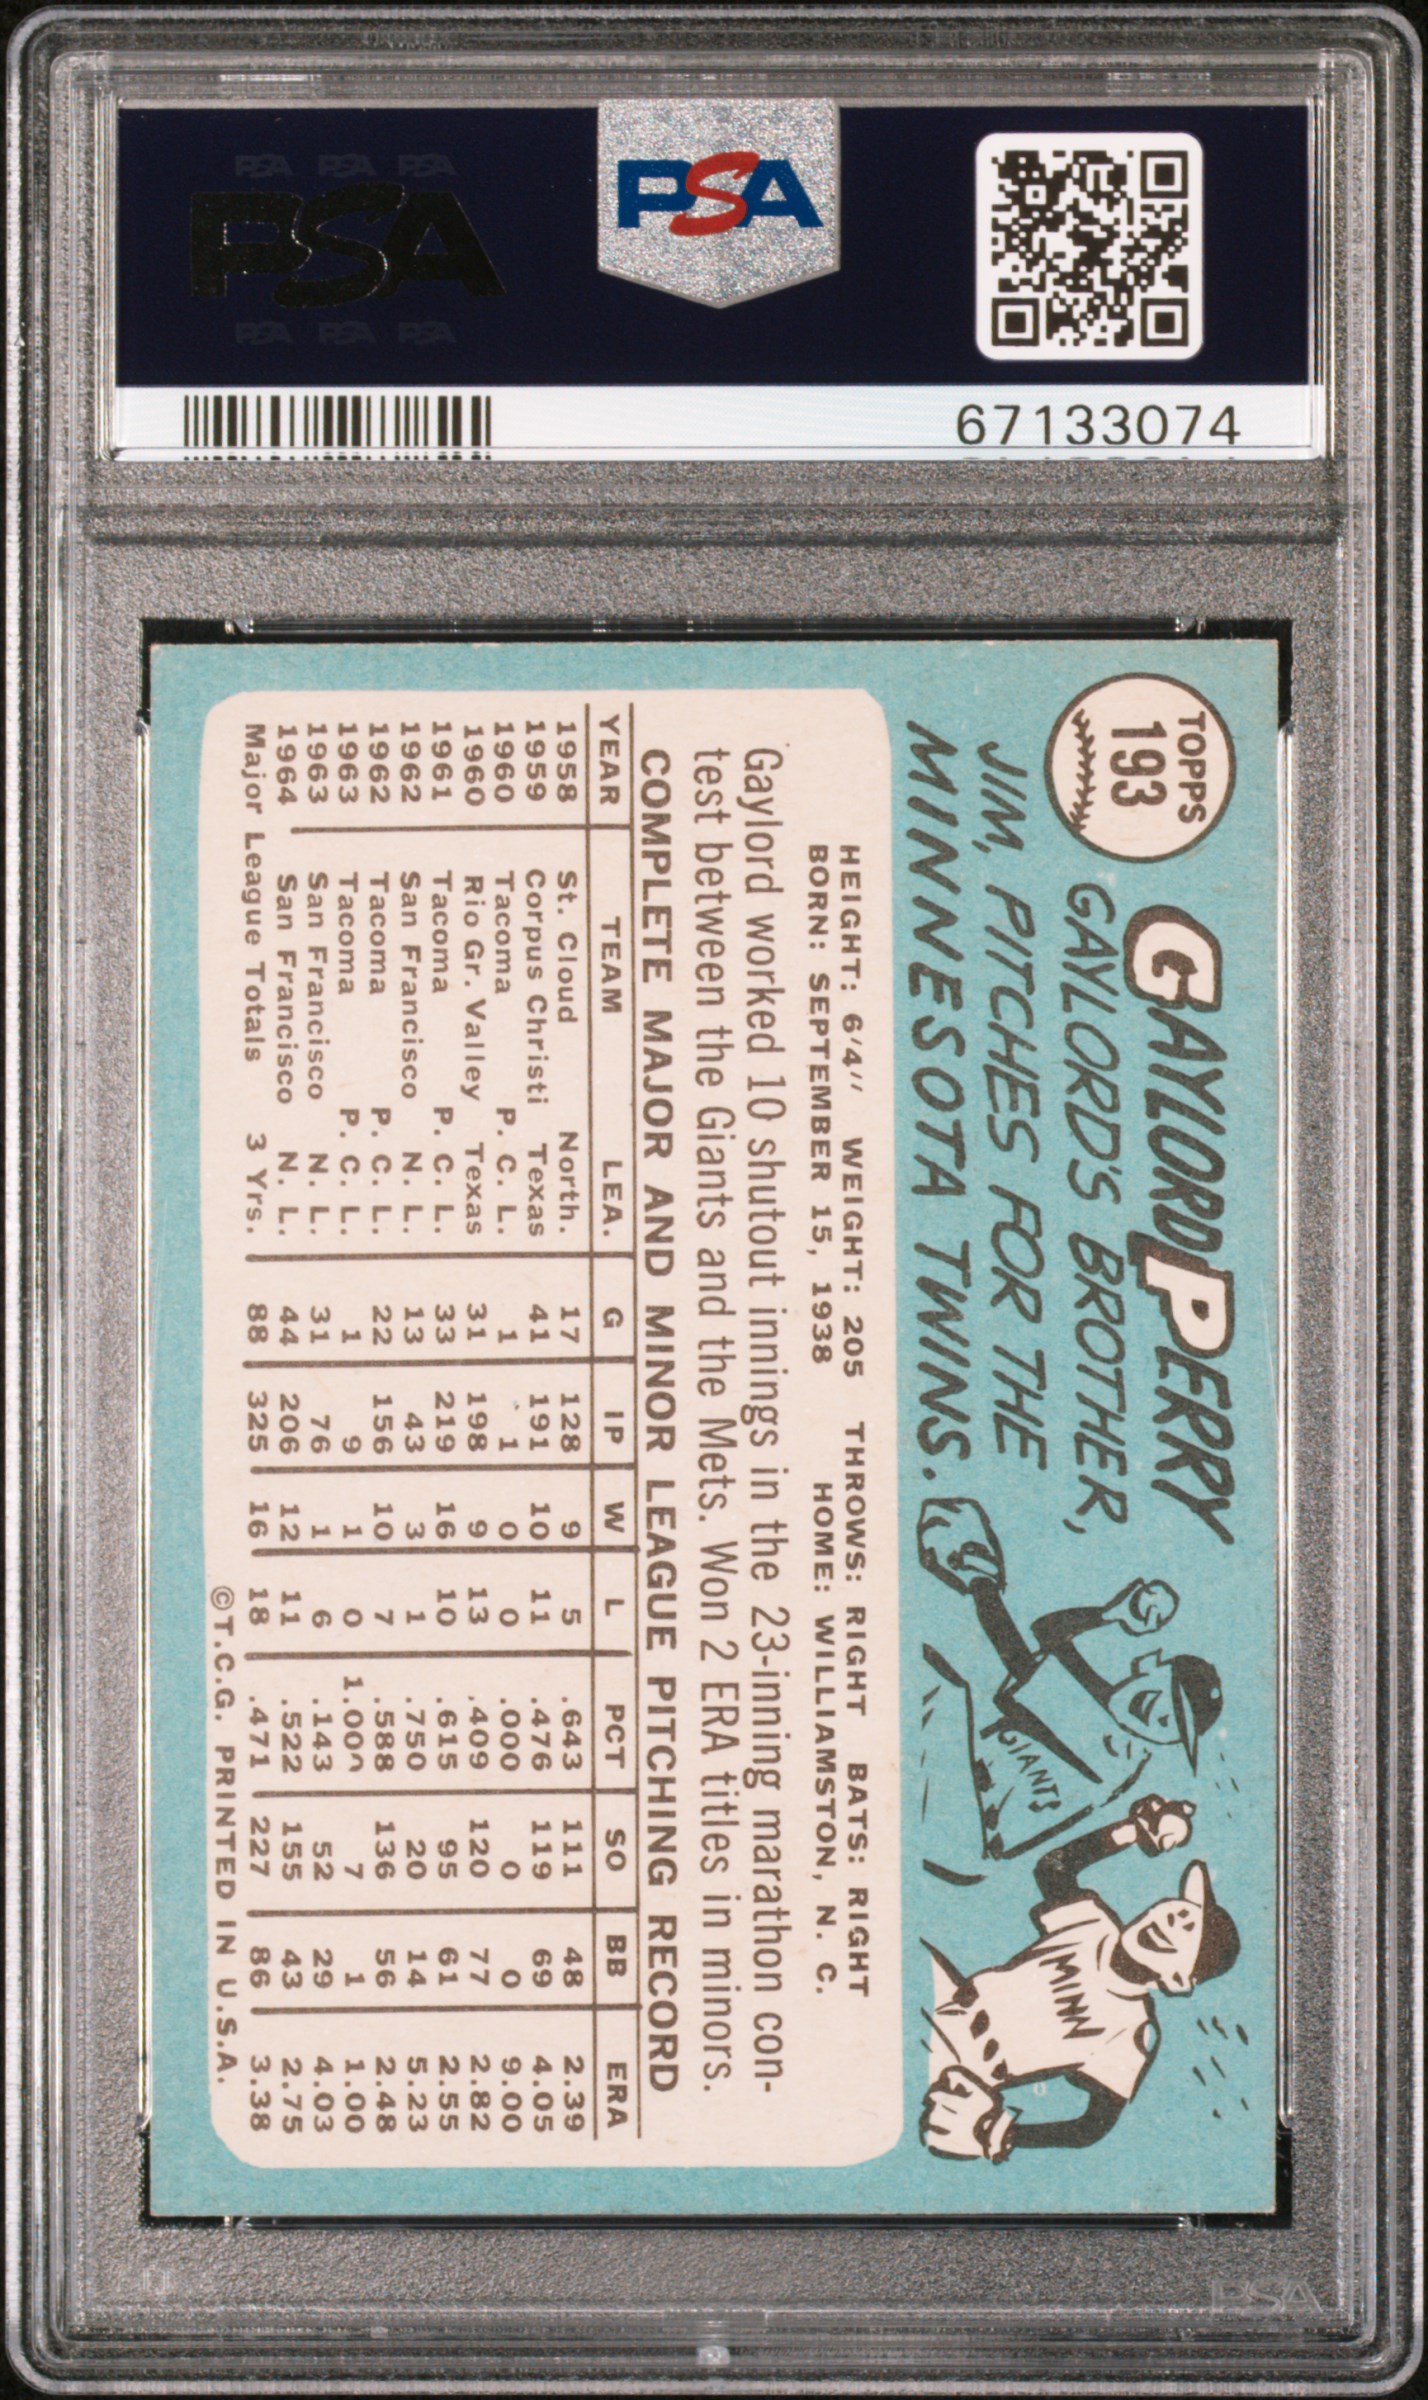 PSA PSA PSA
PSA
PSA PSA PSA
PSA
67133074
TOPPS
193
GAYLORD PERRY
GAYLORD'S BROTHER,
JIM, PITCHES FOR THE
MINNESOTA TWINS.
GIANTS
MINN
HEIGHT: 6'4" WEIGHT: 205 THROWS: RIGHT BATS: RIGHT
BORN: SEPTEMBER 15, 1938 HOME: WILLIAMSTON, N. C.
Gaylord worked 10 shutout innings in the 23-inning marathon con-
test between the Giants and the Mets. Won 2 ERA titles in minors.
COMPLETE MAJOR AND MINOR LEAGUE PITCHING RECORD
YEAR TEAM LEA. G IP W L PCT SO BB ERA
1958 St. Cloud North. 17 128 9 5 .643 111 48 2.39
1959 Corpus Christi Texas 41 191 10 11 .476 119 69 4.05
1960 Tacoma P. C. L. 1 1 0 0 .000 0 0 9.00
1960 Rio Gr. Valley Texas 31 198 9 13 .409 120 77 2.82
1961 Tacoma P. C. L. 33 219 16 10 .615 95 61 2.55
1962 San Francisco N. L. 13 43 3 1 .750 20 14 5.23
1962 Tacoma P. C. L. 22 156 10 7 .588 136 56 2.48
1963 Tacoma P. C. L. 1 9 1 0 1.000 7 1 1.00
1963 San Francisco N. L. 31 76 1 6 .143 52 29 4.03
1964 San Francisco N. L. 44 206 12 11 .522 155 43 2.75
Major League Totals 3 Yrs. 88 325 16 18 .471 227 86 3.38
©T.C.G. PRINTED IN U.S.A.
PSA